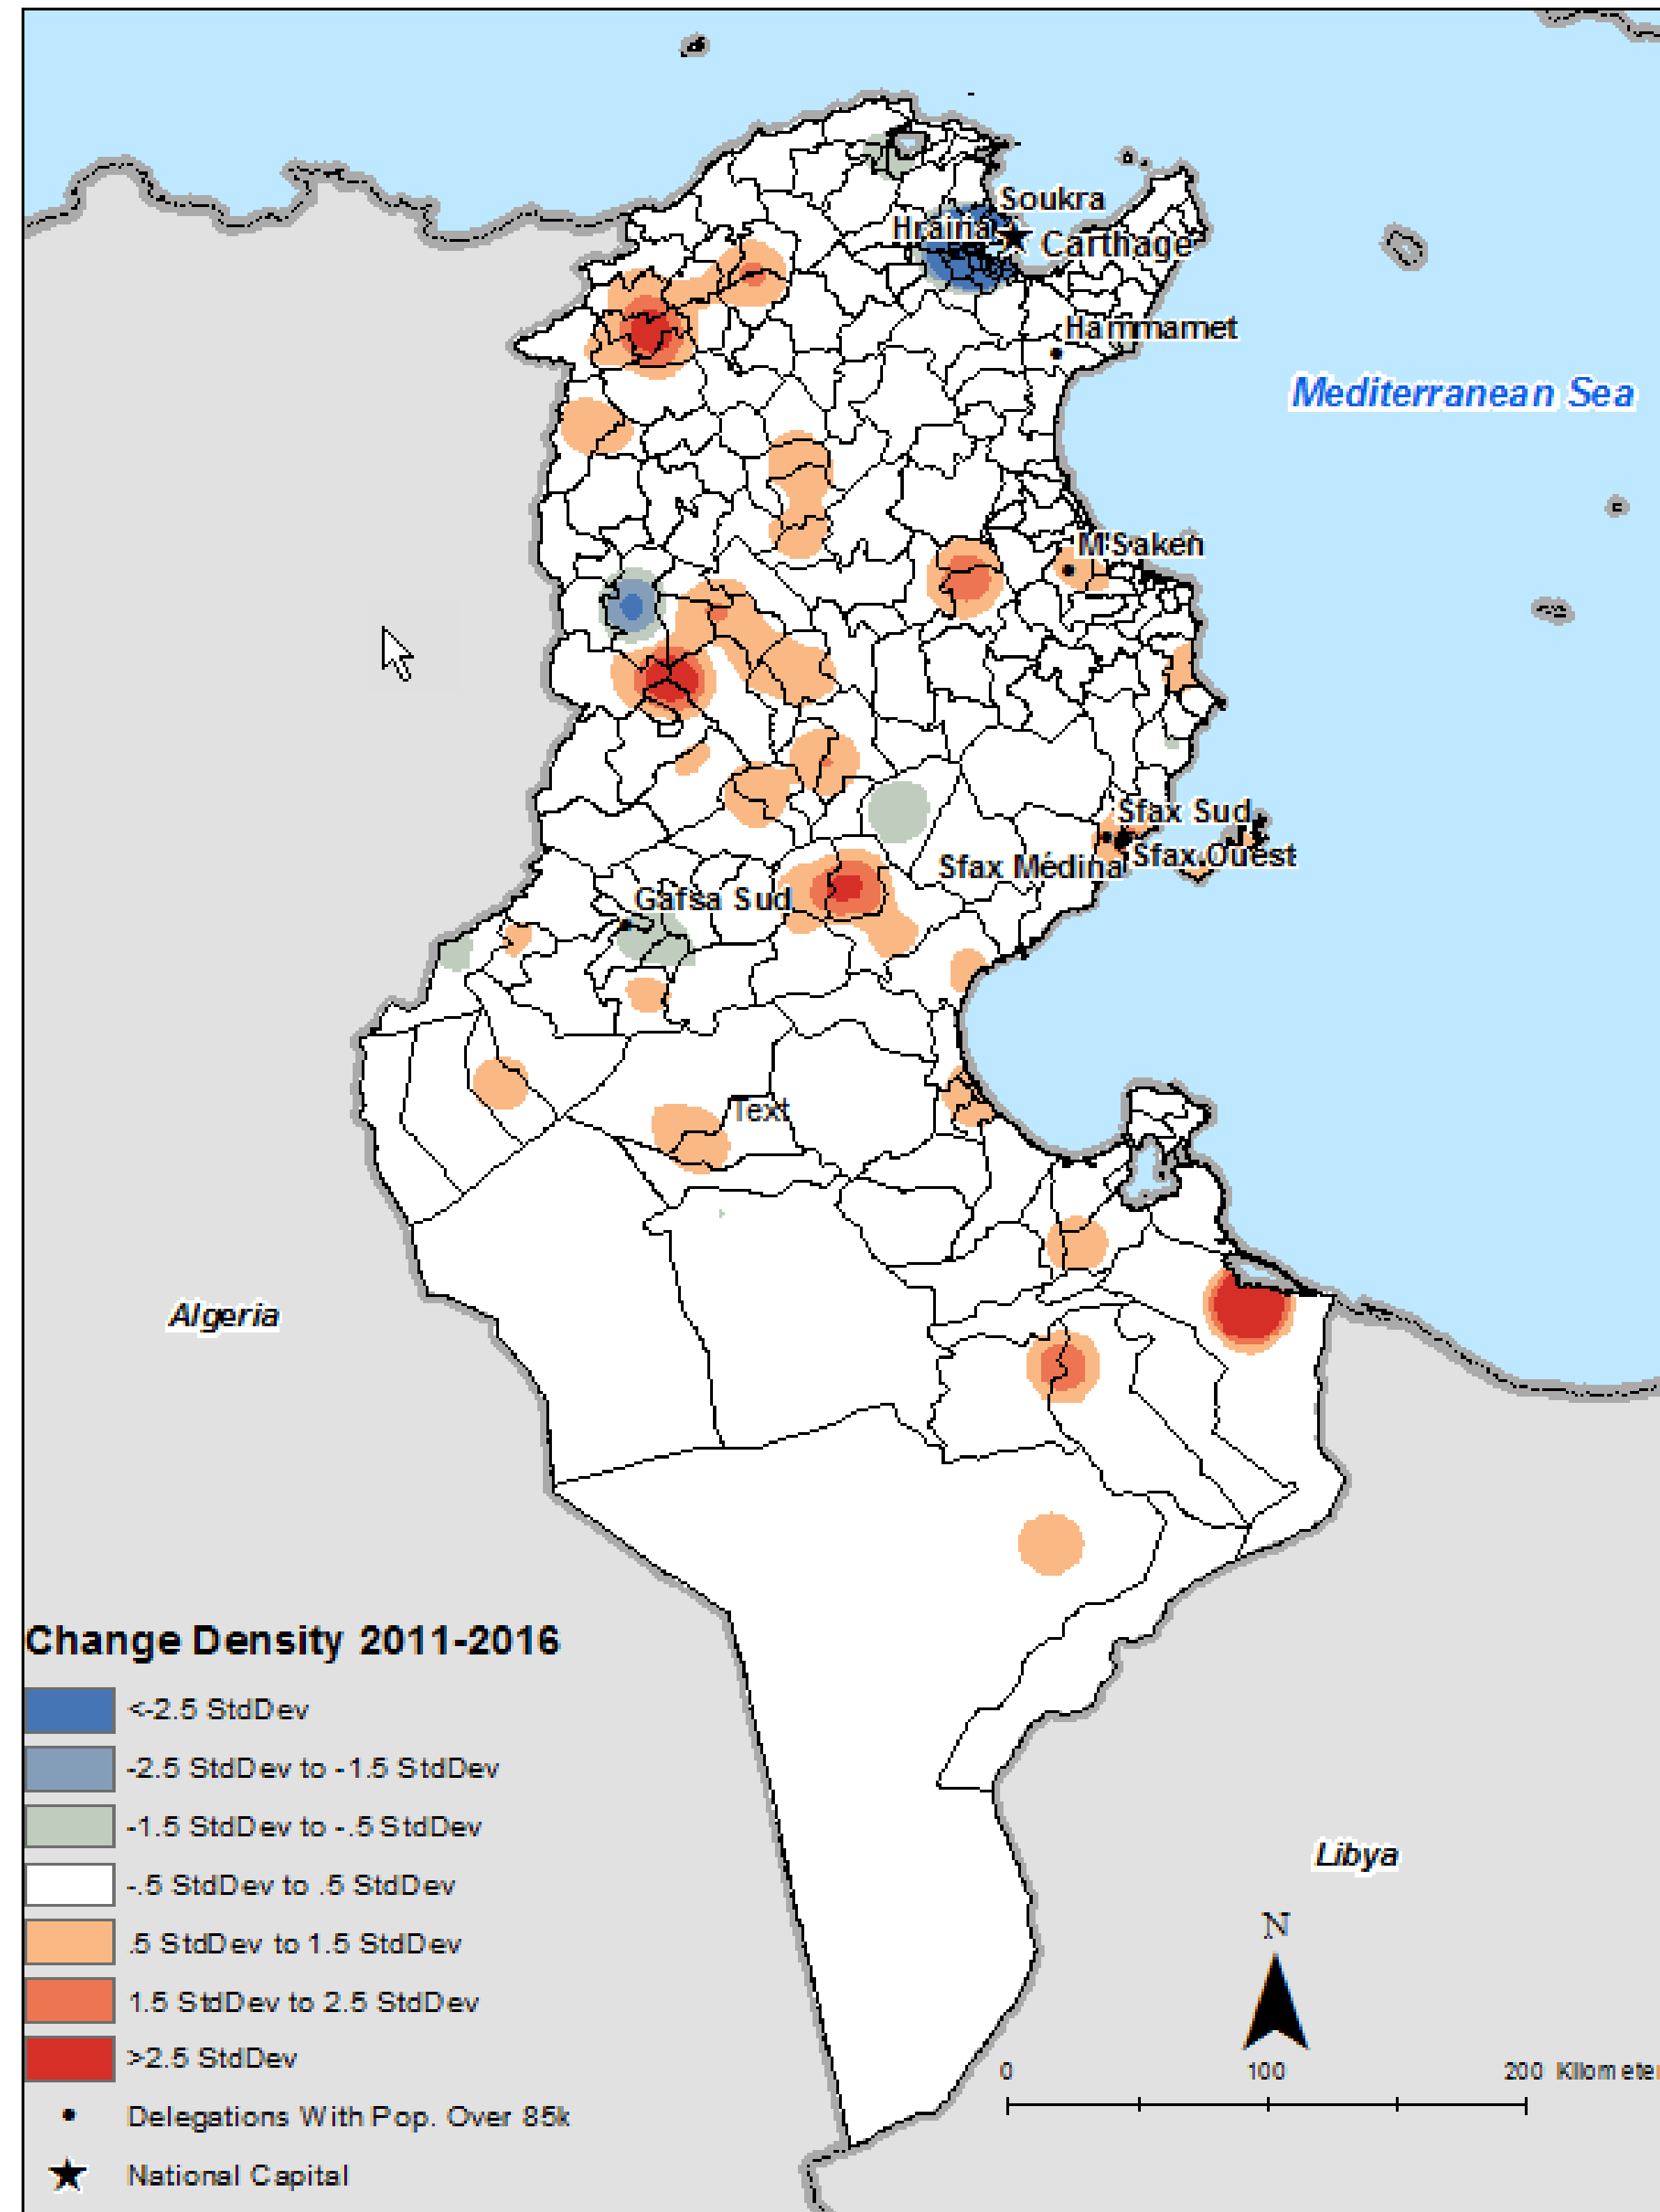 Soukra
Hraïria
Carthage
Hammamet
Mediterranean Sea
M'Saken
Sfax Sud
Sfax Ouest
Sfax Médina
Gafsa Sud
Text
Algeria
Libya
Change Density 2011-2016
<-2.5 StdDev
-2.5 StdDev to -1.5 StdDev
-1.5 StdDev to -.5 StdDev
-.5 StdDev to .5 StdDev
.5 StdDev to 1.5 StdDev
1.5 StdDev to 2.5 StdDev
>2.5 StdDev
Delegations With Pop. Over 85k
National Capital
N
0 100 200 Kilometer